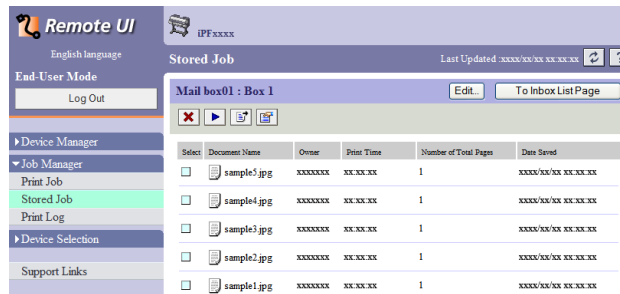 Remote UI
English language
End-User Mode
Log Out
Device Manager
Job Manager
Print Job
Stored Job
Print Log
Device Selection
Support Links
iPFxxxx
Stored Job Last Updated :xxxx/xx/xx xx:xx:xx ?
Mail box01 : Box 1 Edit... To Inbox List Page
Select Document Name Owner Print Time Number of Total Pages Date Saved
sample5.jpg xxxxxxx xx:xx:xx 1 xxxx/xx/xx xx:xx:xx
sample4.jpg xxxxxxx xx:xx:xx 1 xxxx/xx/xx xx:xx:xx
sample3.jpg xxxxxxx xx:xx:xx 1 xxxx/xx/xx xx:xx:xx
sample2.jpg xxxxxxx xx:xx:xx 1 xxxx/xx/xx xx:xx:xx
sample1.jpg xxxxxxx xx:xx:xx 1 xxxx/xx/xx xx:xx:xx